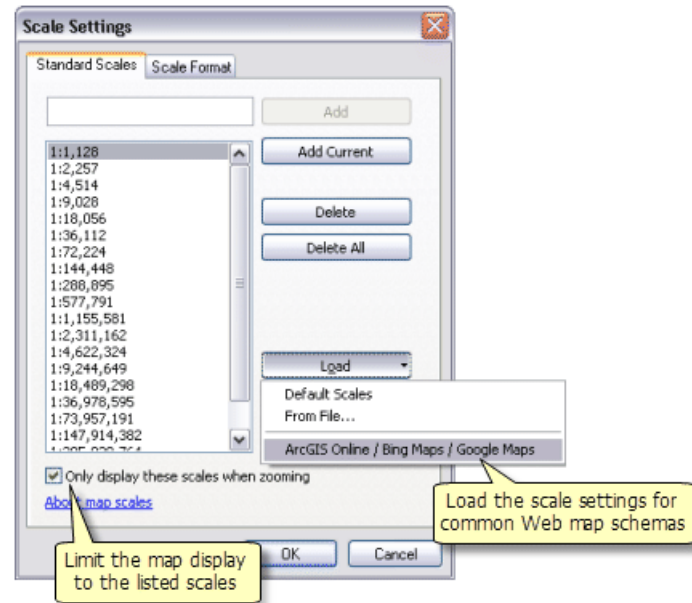 Scale Settings
Standard Scales Scale Format
Add
1:1,128
Add Current
1:2,257
1:4,514
1:9,028
1:18,056
Delete
1:36,112
1:72,224
Delete All
1:144,448
1:288,895
1:577,791
1:1,155,581
1:2,311,162
1:4,622,324
Load
1:9,244,649
1:18,489,298
Default Scales
1:36,978,595
From File...
1:73,957,191
1:147,914,382
ArcGIS Online / Bing Maps / Google Maps
Only display these scales when zooming
About map scales
Load the scale settings for
common Web map schemas
Limit the map display
to the listed scales
OK Cancel